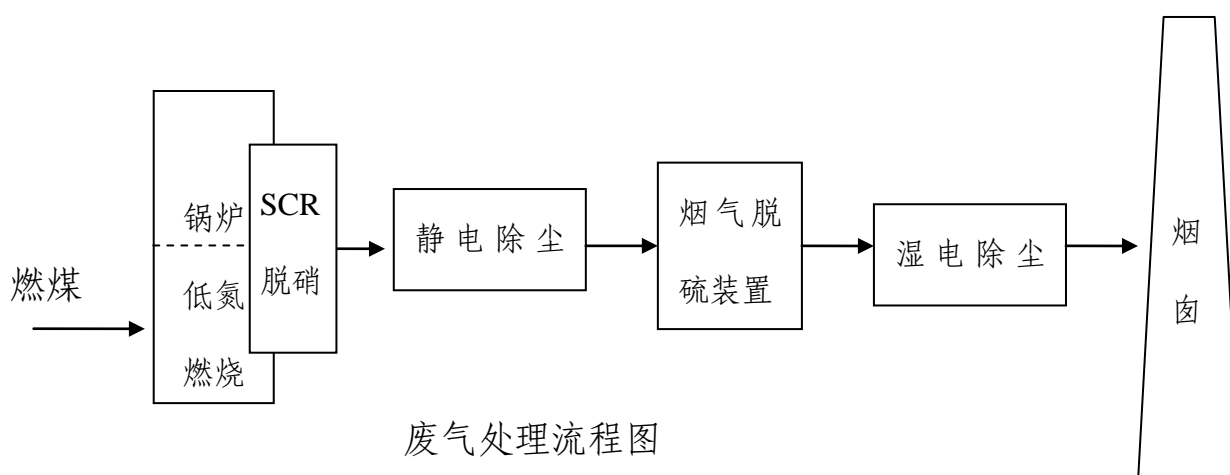 燃煤
锅炉
低氮
燃烧
SCR
脱硝
静电除尘
烟气脱
硫装置
湿电除尘
烟
囱
废气处理流程图